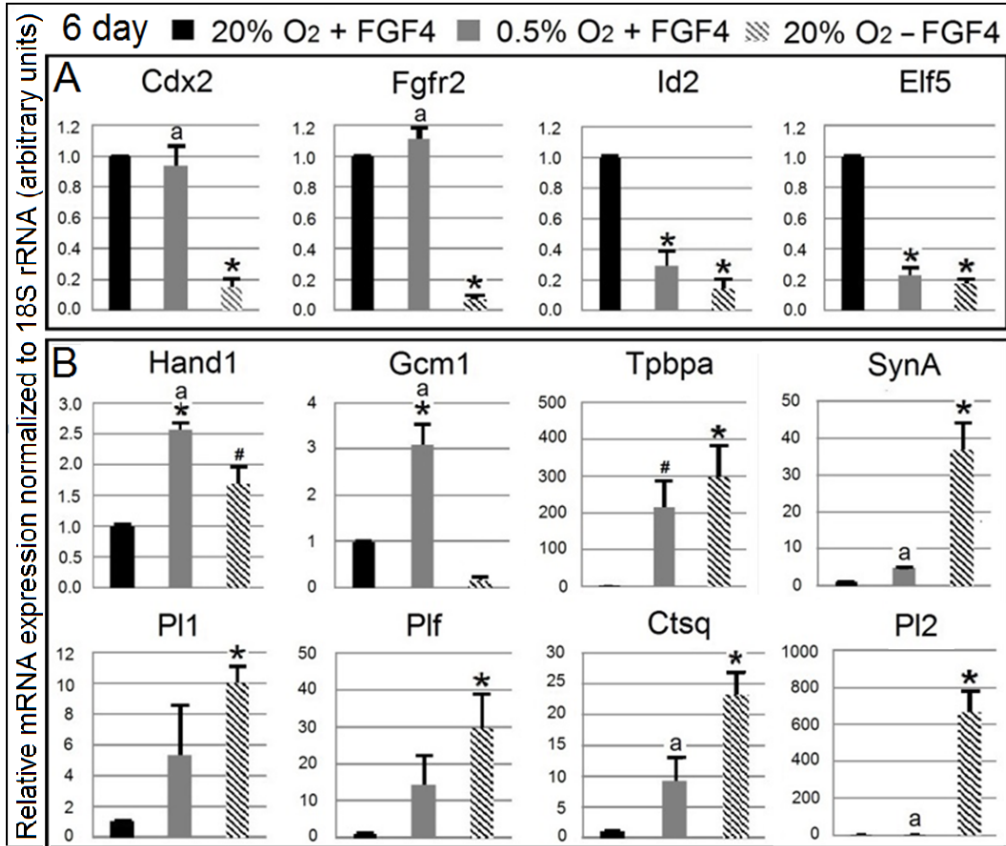 6 day 20% O2 + FGF4 0.5% O2 + FGF4 20% O2 – FGF4
Relative mRNA expression normalized to 18S rRNA (arbitrary units)
A
Cdx2 Fgfr2 Id2 Elf5
1.2 1.2 1.2 1.2
1.0 1.0 1.0 1.0
0.8 0.8 0.8 0.8
0.6 0.6 0.6 0.6
0.4 0.4 0.4 0.4
0.2 0.2 0.2 0.2
0.0 0.0 0.0 0.0
a * a * * * * *
B
Hand1 Gcm1 Tpbpa SynA
3.0
2.5
2.0
1.5
1.0
0.5
0.0
a
* #
4
3
2
1
0
a
*
500
400
300
200
100
0
# *
50
40
30
20
10
0
a *
Pl1 Plf Ctsq Pl2
12
10
8
6
4
2
0
*
50
40
30
20
10
0
*
30
25
20
15
10
5
0
a *
1000
800
600
400
200
0
a *